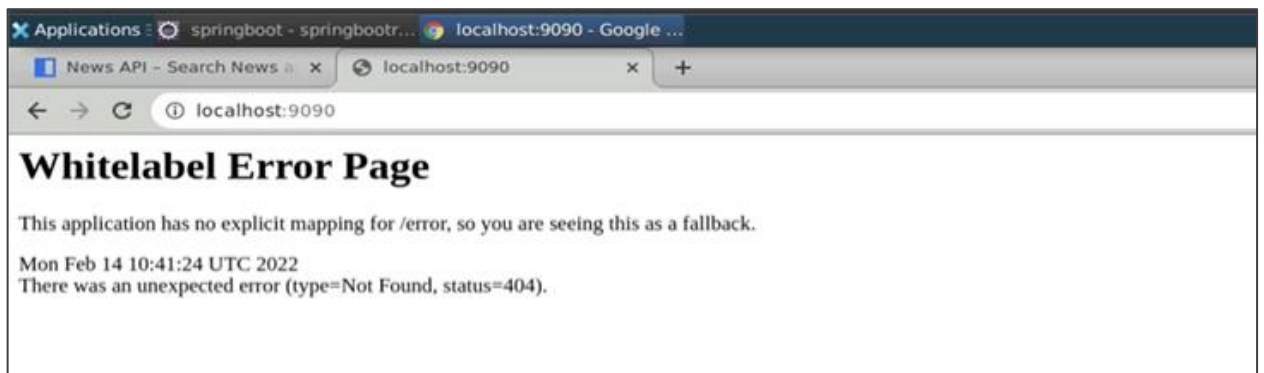 Applications
springboot - springbootr...
localhost:9090 - Google ...
News API – Search News a
localhost:9090
localhost:9090
Whitelabel Error Page
This application has no explicit mapping for /error, so you are seeing this as a fallback.
Mon Feb 14 10:41:24 UTC 2022
There was an unexpected error (type=Not Found, status=404).